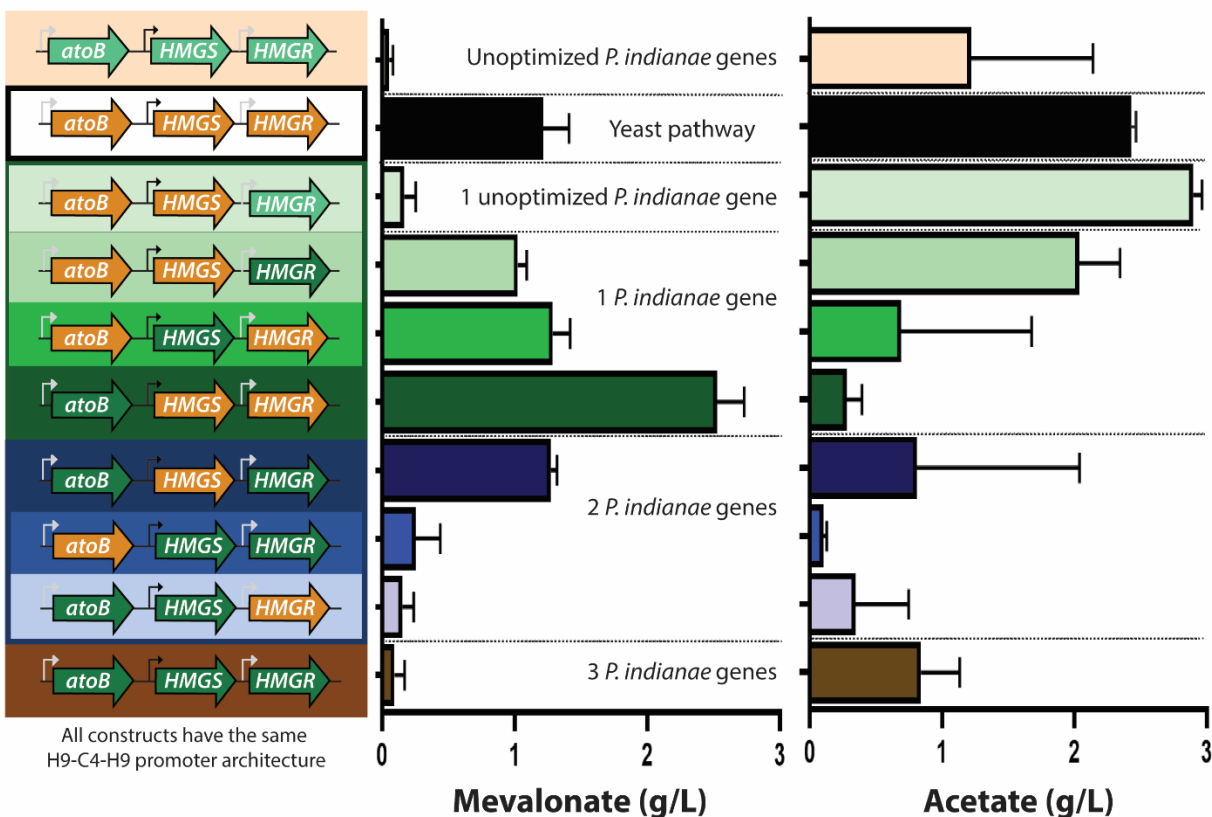 atoB HMGS HMGR
Unoptimized P. indianae genes
atoB HMGS HMGR
Yeast pathway
atoB HMGS HMGR
1 unoptimized P. indianae gene
atoB HMGS HMGR
1 P. indianae gene
atoB HMGS HMGR
atoB HMGS HMGR
atoB HMGS HMGR
2 P. indianae genes
atoB HMGS HMGR
atoB HMGS HMGR
atoB HMGS HMGR
3 P. indianae genes
All constructs have the same
H9-C4-H9 promoter architecture
0 1 2 3
Mevalonate (g/L)
0 1 2 3
Acetate (g/L)